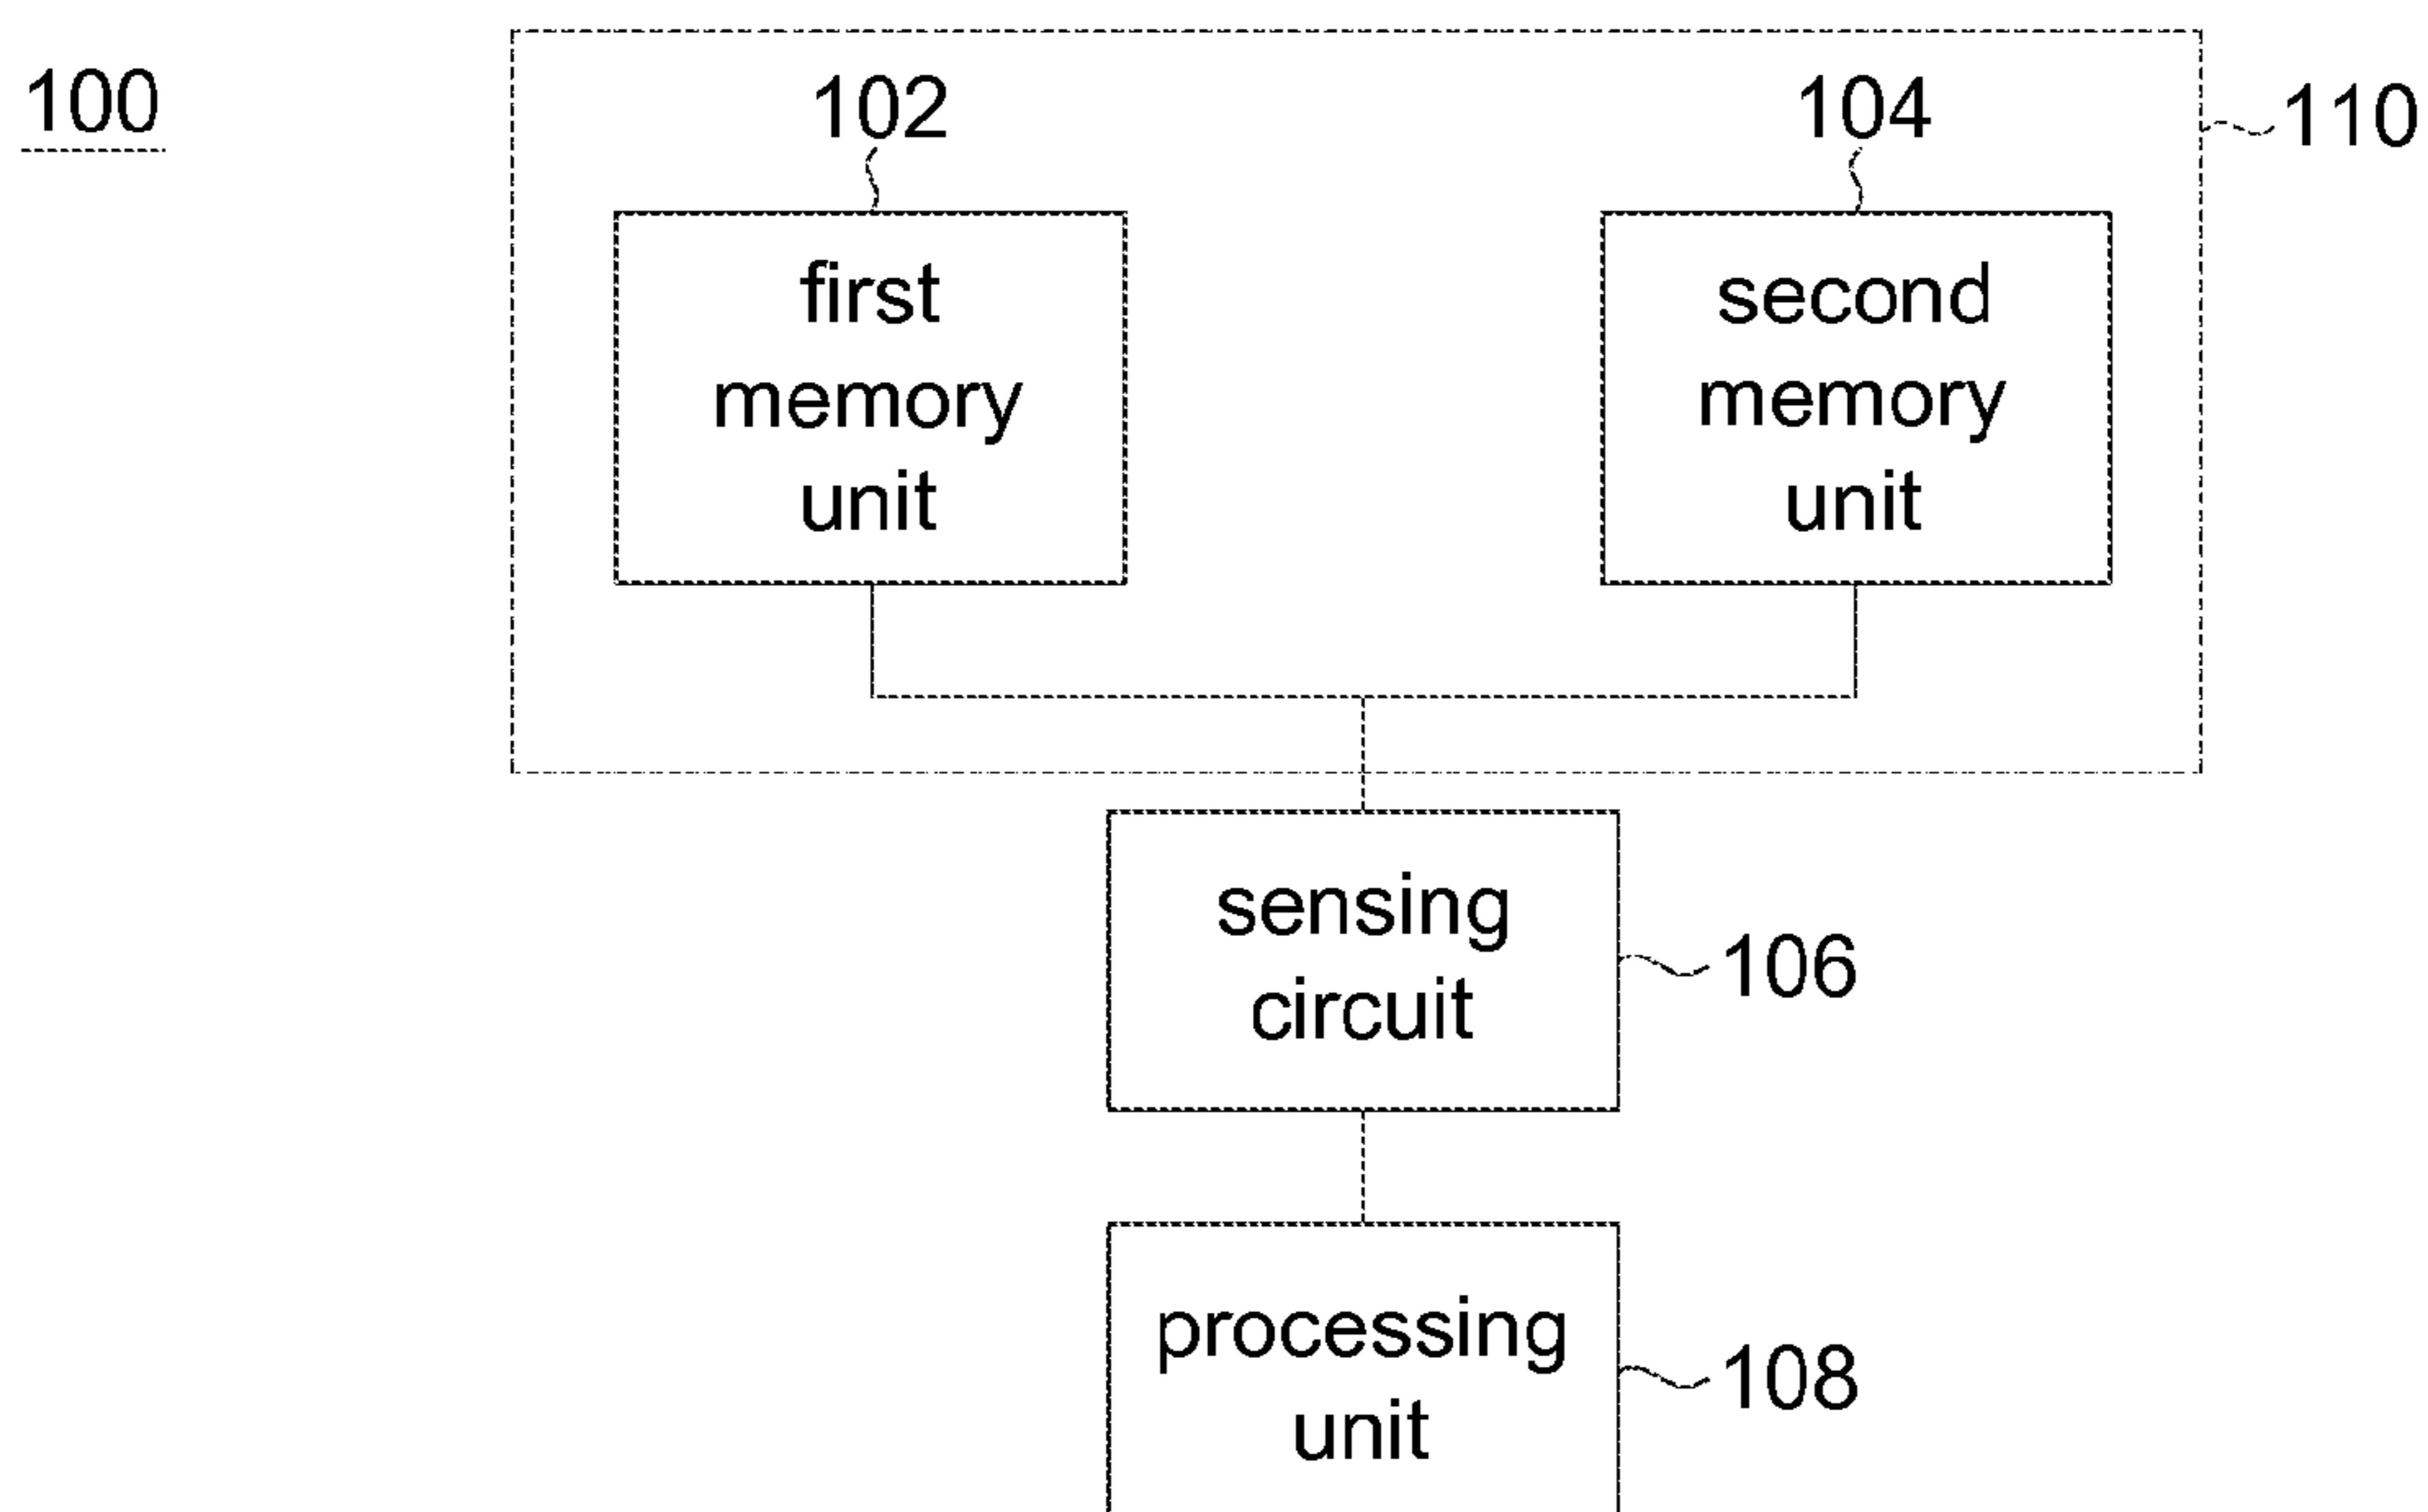 100
102
104
110
first
memory
unit
second
memory
unit
sensing
circuit
106
processing
unit
108